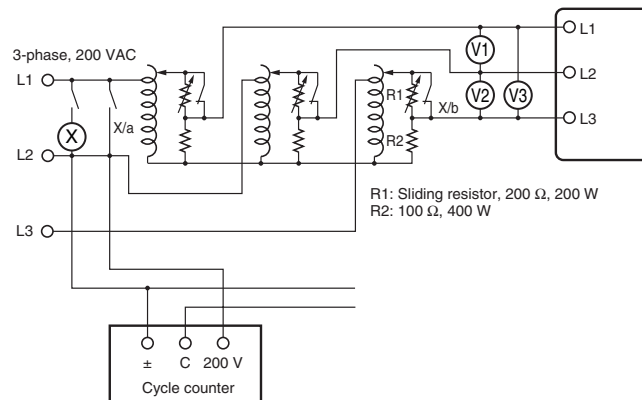 3-phase, 200 VAC
L1
L2
L3
X
X/a
R1
R2
X/b
V1
V2
V3
L1
L2
L3
R1: Sliding resistor, 200 Ω, 200 W
R2: 100 Ω, 400 W
± C 200 V
Cycle counter